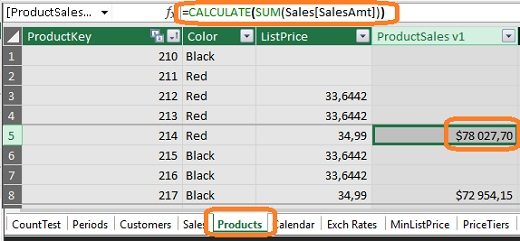 [ProductSales... fx =CALCULATE(SUM(Sales[SalesAmt]))
ProductKey Color ListPrice ProductSales v1
1 210 Black
2 211 Red
3 212 Red 33,6442
4 213 Red 33,6442
5 214 Red 34,99 $78 027,70
6 215 Black 33,6442
7 216 Black 33,6442
8 217 Black 34,99 $72 954,15
CountTest Periods Customers Sales Products Calendar Exch Rates MinListPrice PriceTiers